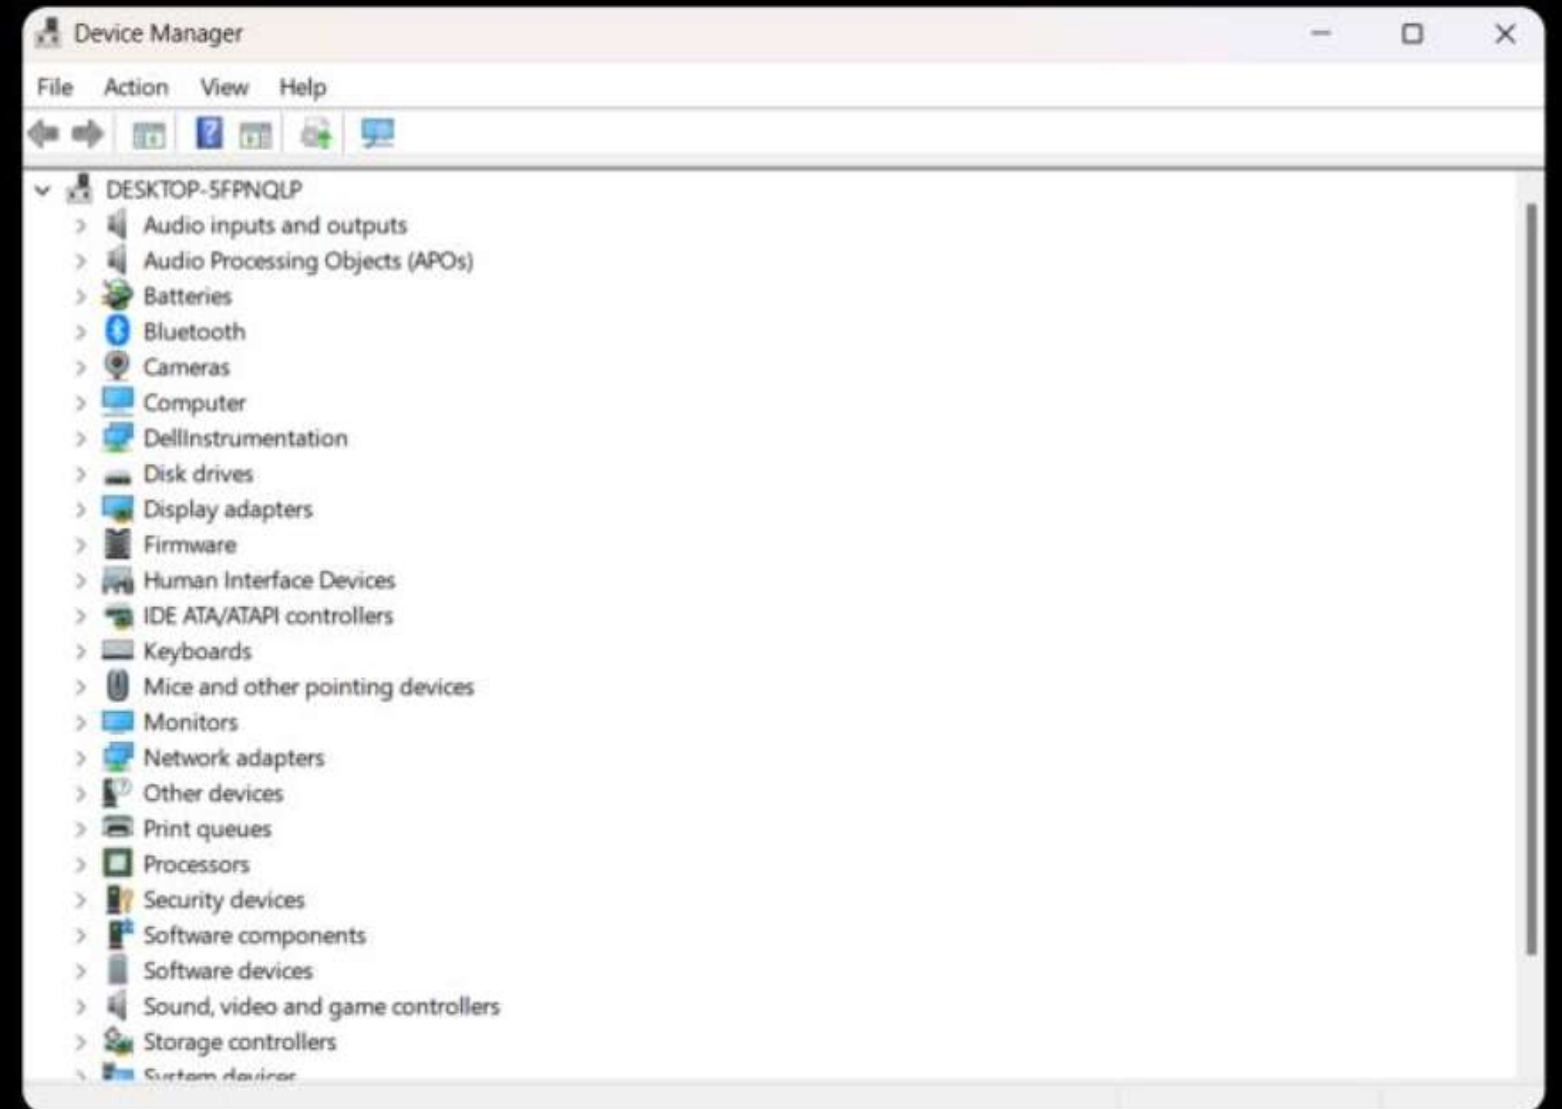 Device Manager
File Action View Help
DESKTOP-5FPNQLP
Audio inputs and outputs
Audio Processing Objects (APOs)
Batteries
Bluetooth
Cameras
Computer
DellInstrumentation
Disk drives
Display adapters
Firmware
Human Interface Devices
IDE ATA/ATAPI controllers
Keyboards
Mice and other pointing devices
Monitors
Network adapters
Other devices
Print queues
Processors
Security devices
Software components
Software devices
Sound, video and game controllers
Storage controllers
System devices